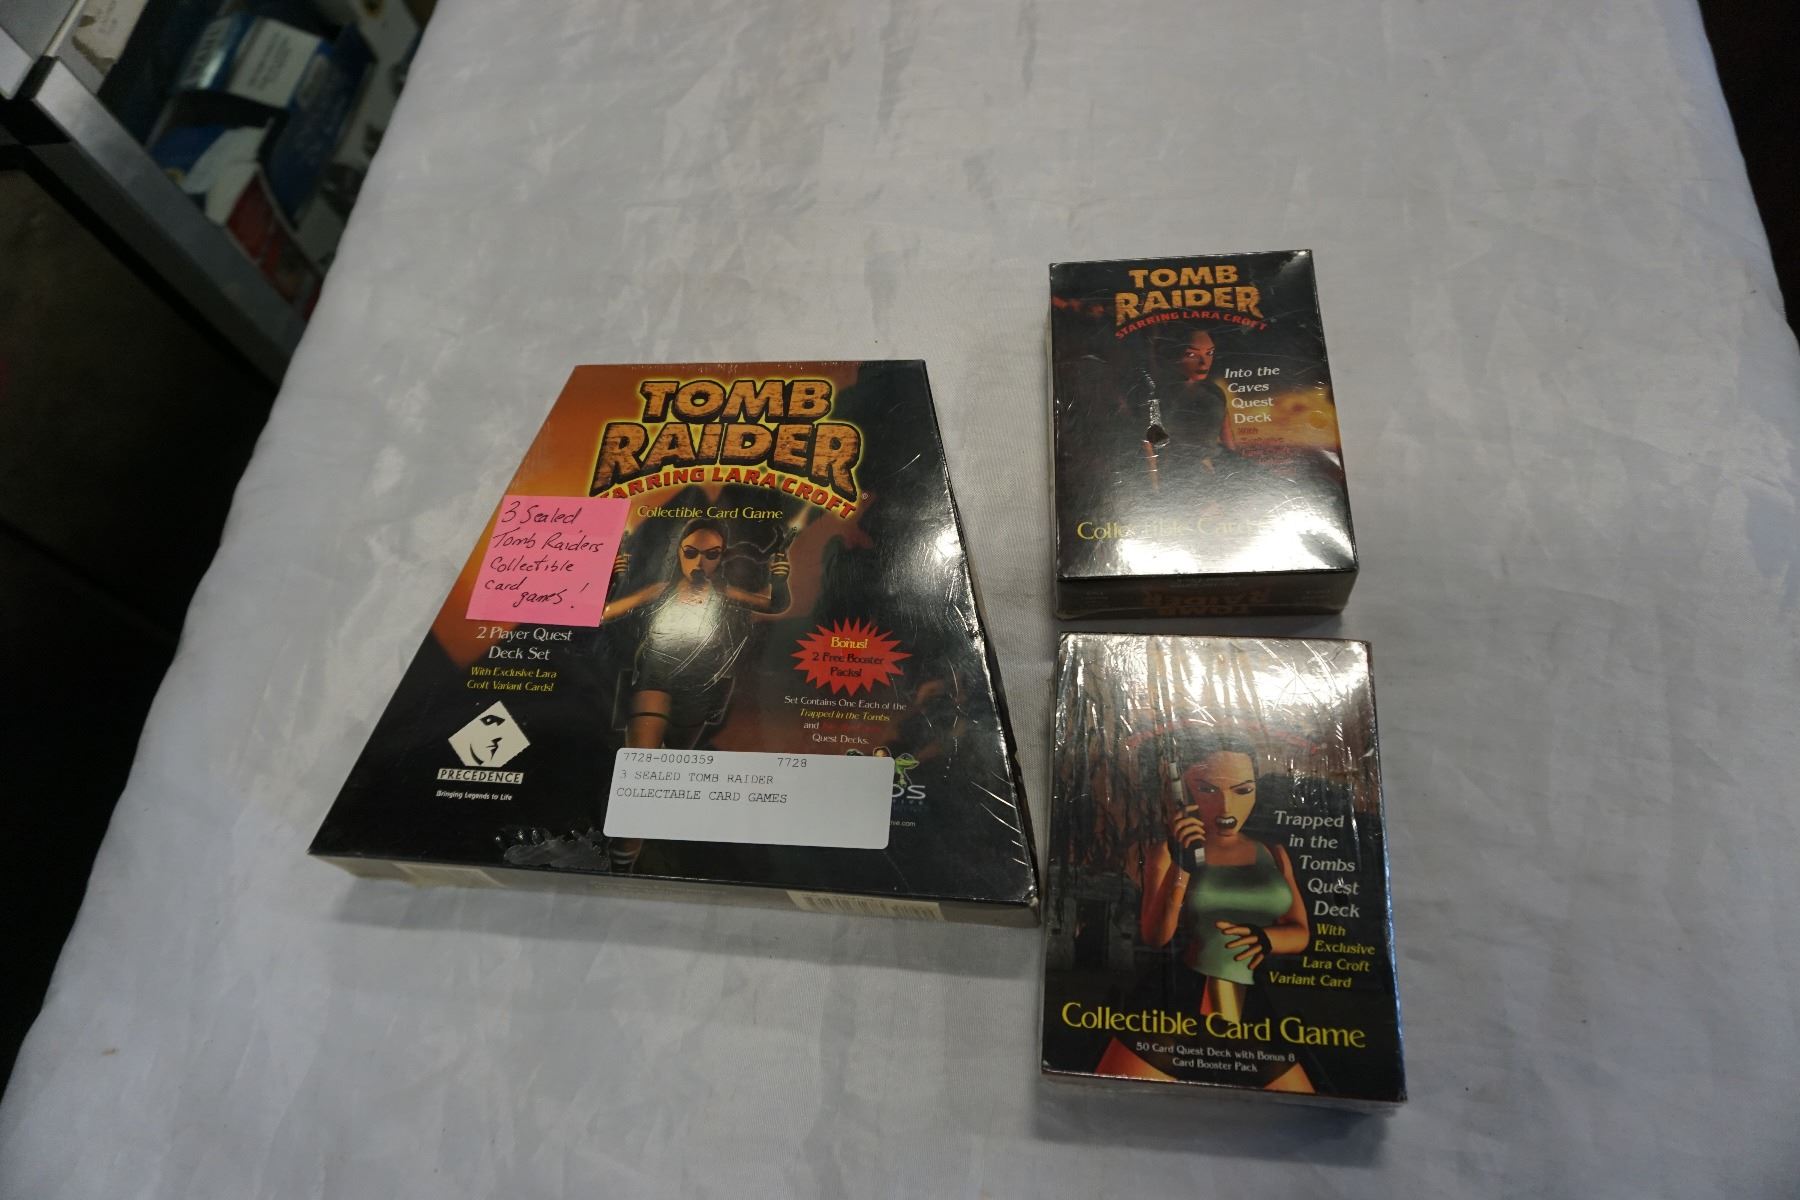 TOMB
RAIDER
STARRING LARA CROFT
Collectible Card Game
3 Sealed
Tomb Raiders
Collectible
card
games!
2 Player Quest
Deck Set
With Exclusive Lara
Croft Variant Cards!
Bonus!
2 Free Booster
Packs!
Set Contains One Each of the
Trapped in the Tombs
and
Quest Decks.
PRECEDENCE
Bringing Legends to Life
7728-0000359 7728
3 SEALED TOMB RAIDER
COLLECTABLE CARD GAMES
TOMB
RAIDER
STARRING LARA CROFT
Into the
Caves
Quest
Deck
With
Collectible Card
Trapped
in the
Tombs
Quest
Deck
With
Exclusive
Lara Croft
Variant Card
Collectible Card Game
50 Card Quest Deck with Bonus 8
Card Booster Pack